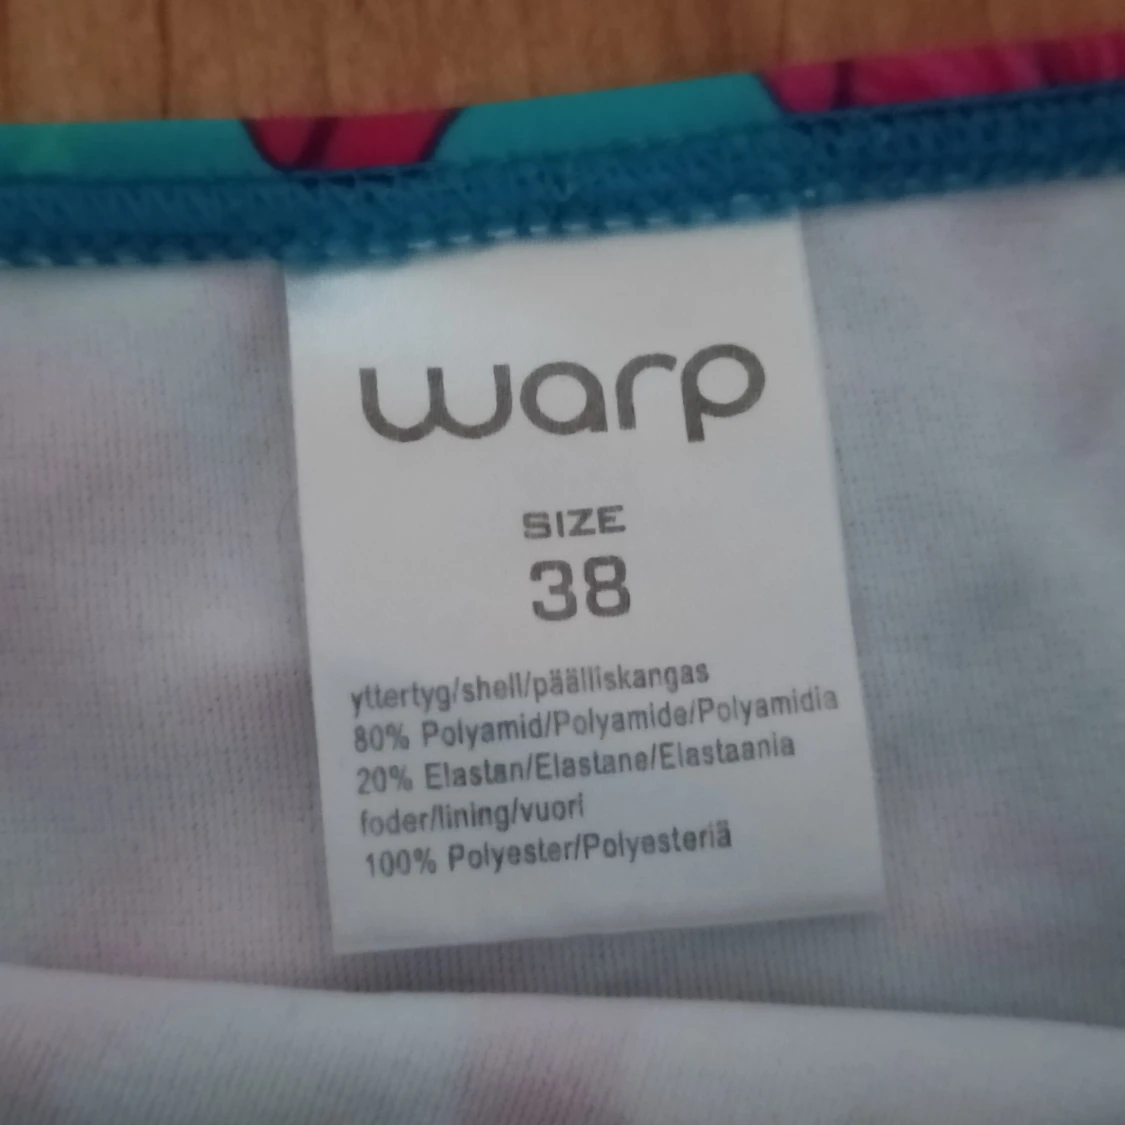 warp
SIZE
38
yttertyg/shell/päälliskangas
80% Polyamid/Polyamide/Polyamidia
20% Elastan/Elastane/Elastaania
foder/lining/vuori
100% Polyester/Polyesteriä